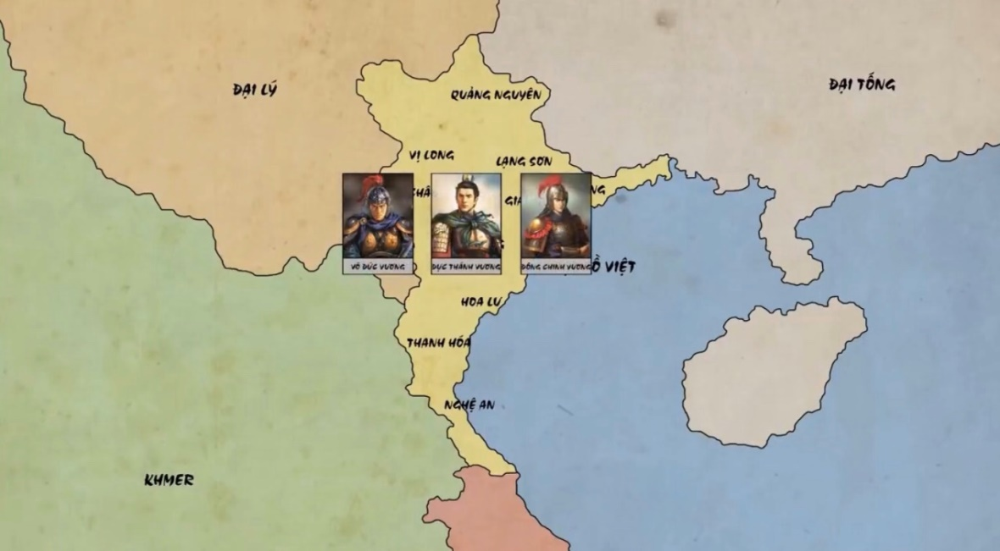 ĐẠI LÝ
ĐẠI TỐNG
QUẢNG NGUYÊN
VỊ LONG
LẠNG SƠN
VÕ ĐỨC VƯƠNG
DỰC THÁNH VƯƠNG
ĐÔNG CHINH VƯƠNG
VIỆT
HOA LƯ
THANH HÓA
NGHỆ AN
KHMER